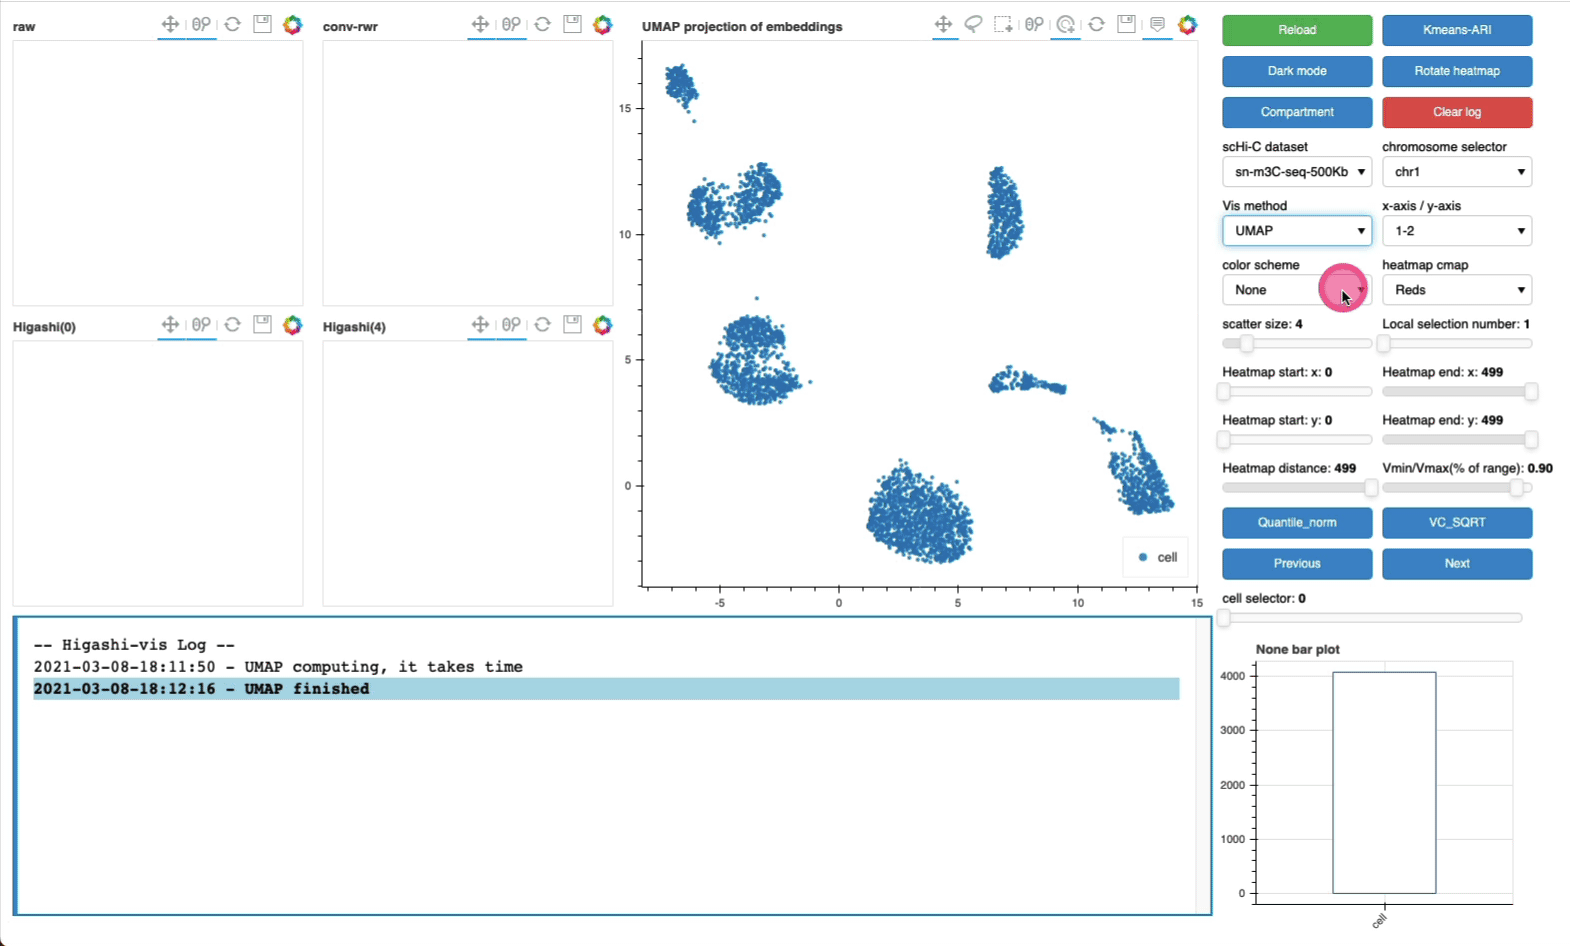 raw
conv-rwr
UMAP projection of embeddings
15
10
5
0
-5
0
5
10
15
cell
Higashi(0)
Higashi(4)
-- Higashi-vis Log --
2021-03-08-18:11:50 - UMAP computing, it takes time
2021-03-08-18:12:16 - UMAP finished
Reload
Kmeans-ARI
Dark mode
Rotate heatmap
Compartment
Clear log
scHi-C dataset
chromosome selector
sn-m3C-seq-500Kb
chr1
Vis method
x-axis / y-axis
UMAP
1-2
color scheme
heatmap cmap
None
Reds
scatter size: 4
Local selection number: 1
Heatmap start: x: 0
Heatmap end: x: 499
Heatmap start: y: 0
Heatmap end: y: 499
Heatmap distance: 499
Vmin/Vmax(% of range): 0.90
Quantile_norm
VC_SQRT
Previous
Next
cell selector: 0
None bar plot
4000
3000
2000
1000
0
cell